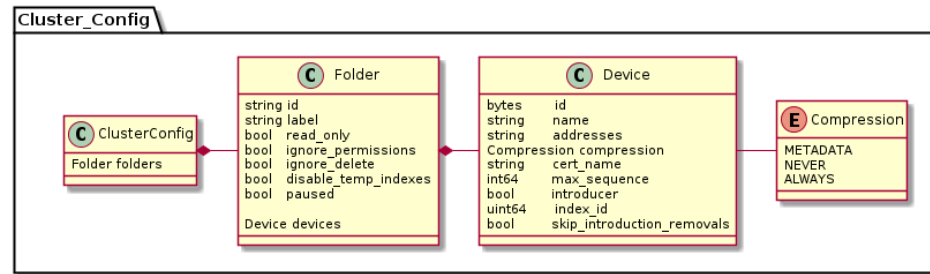 Cluster_Config
C ClusterConfig
Folder folders
C Folder
string id
string label
bool read_only
bool ignore_permissions
bool ignore_delete
bool disable_temp_indexes
bool paused
Device devices
C Device
bytes id
string name
string addresses
Compression compression
string cert_name
int64 max_sequence
bool introducer
uint64 index_id
bool skip_introduction_removals
E Compression
METADATA
NEVER
ALWAYS